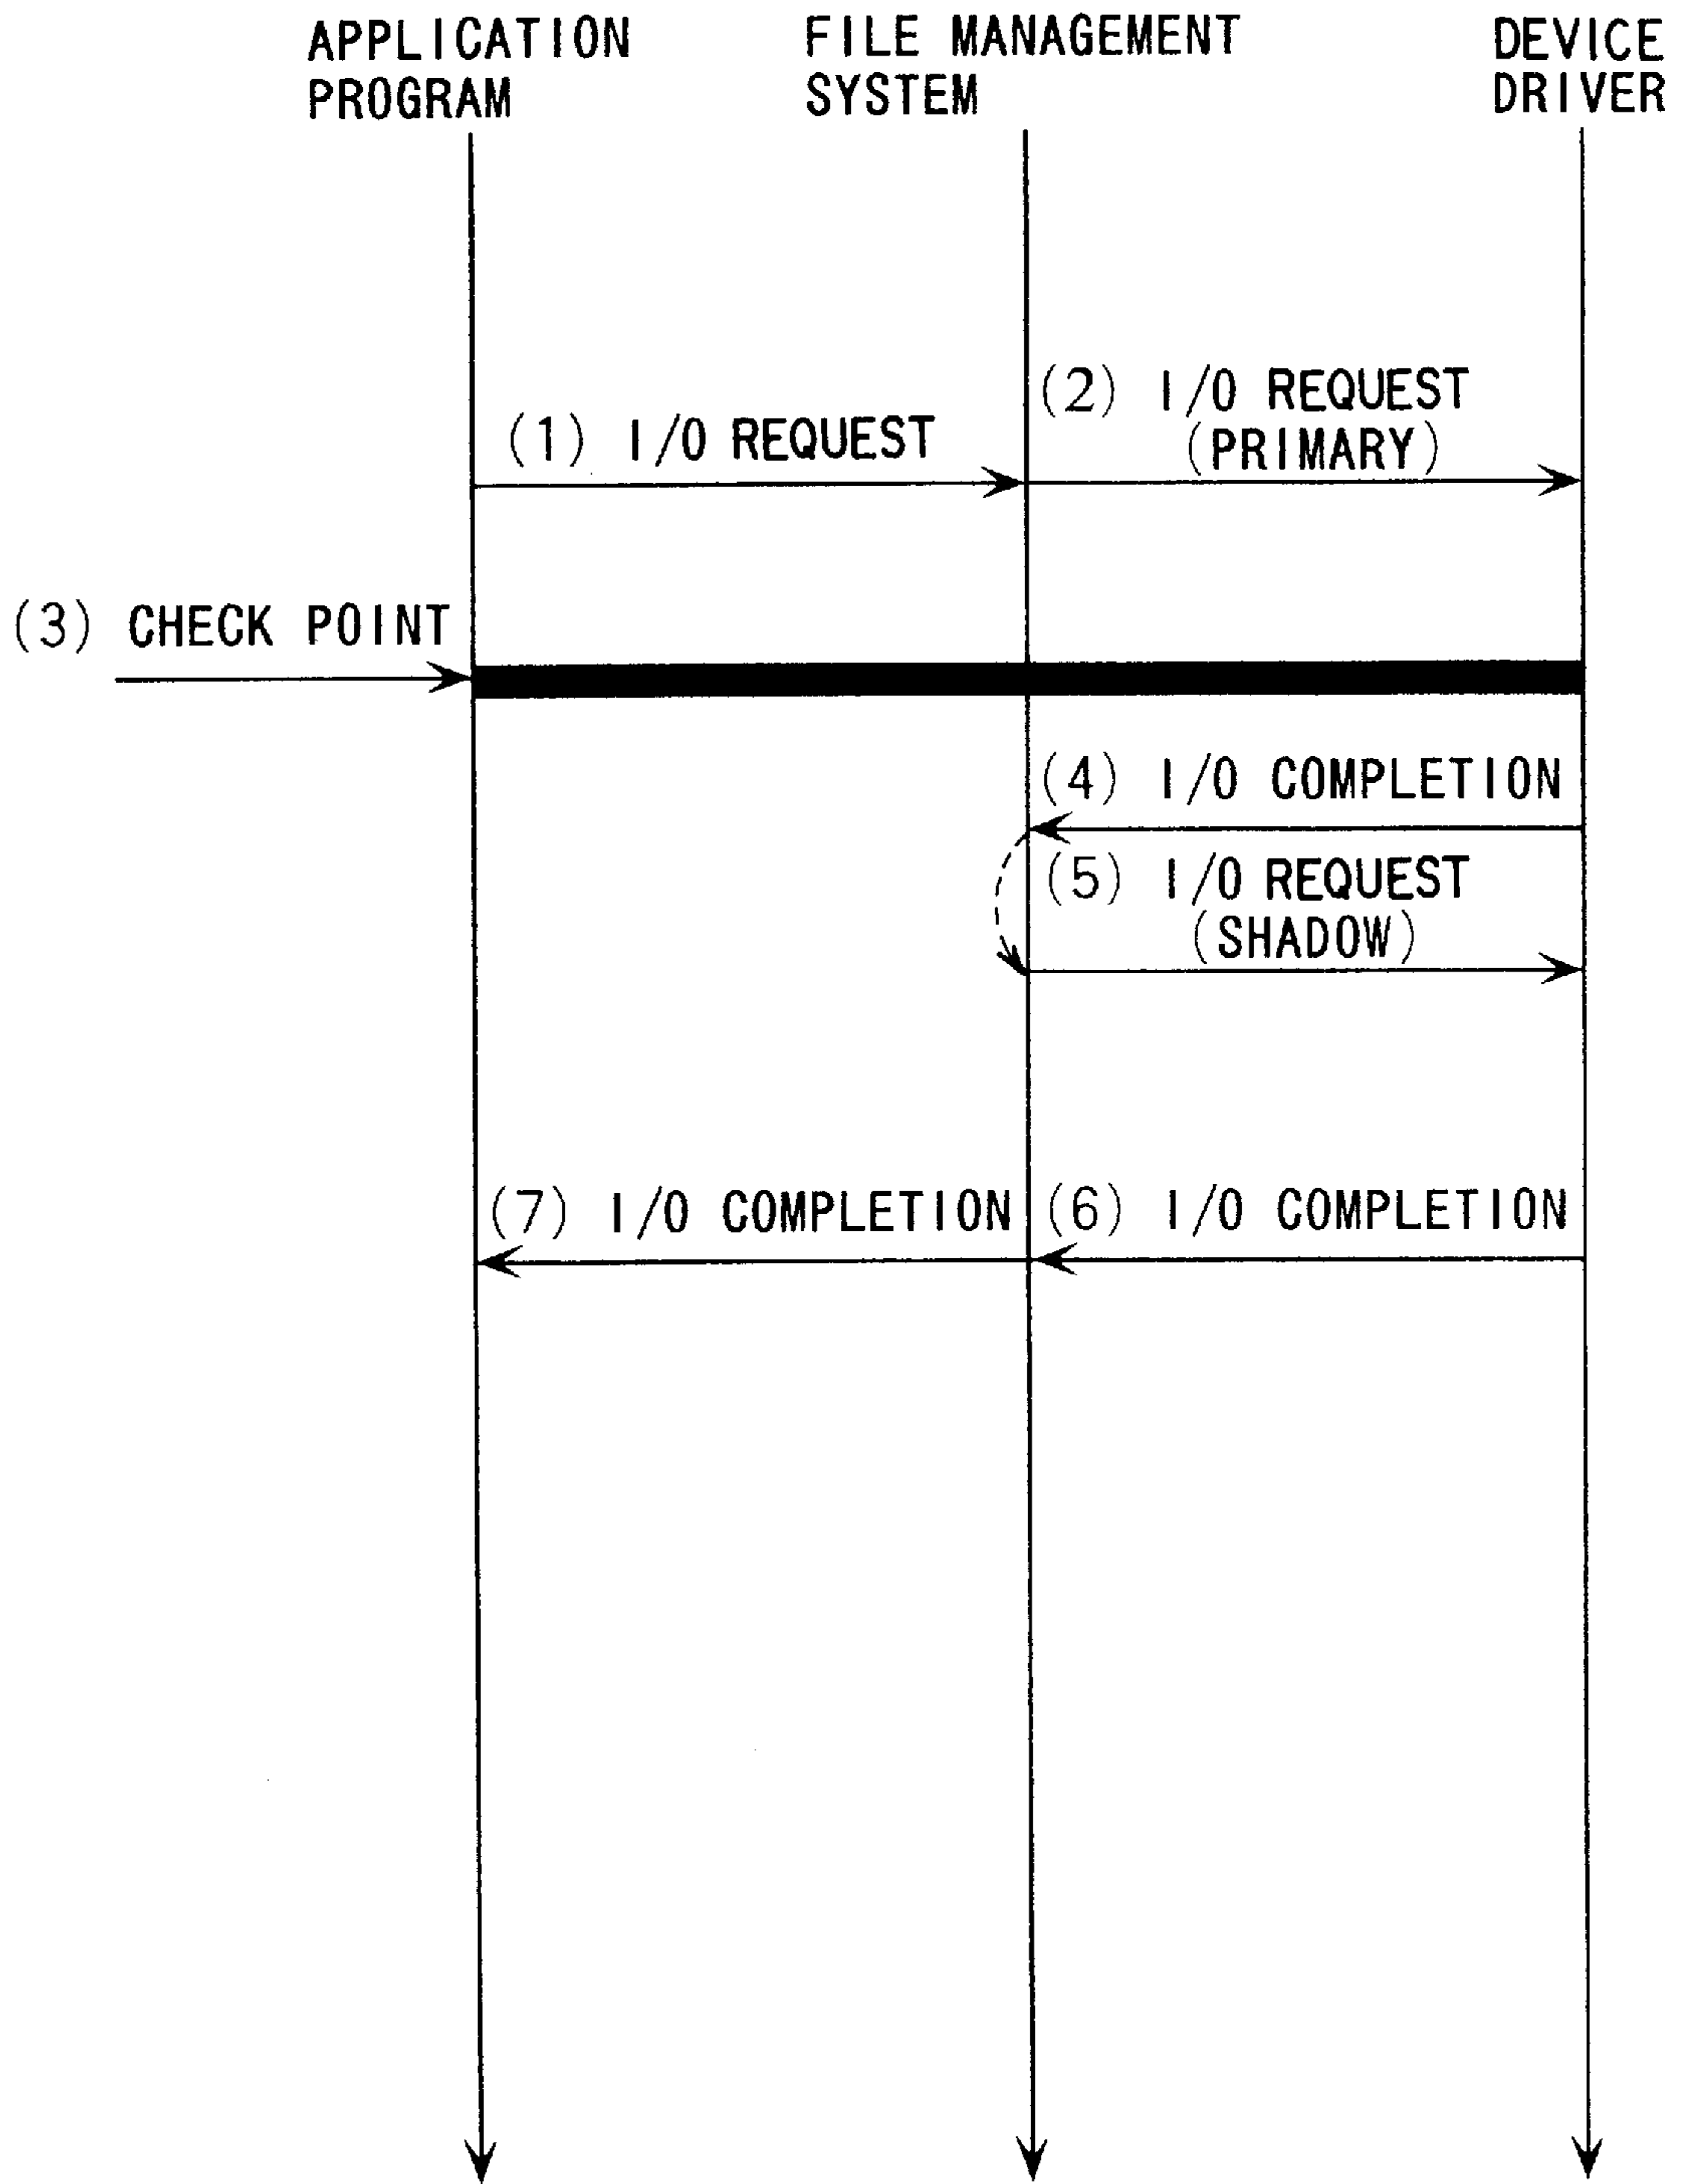 APPLICATION
PROGRAM
FILE MANAGEMENT
SYSTEM
DEVICE
DRIVER
(1) I/O REQUEST
(2) I/O REQUEST
(PRIMARY)
(3) CHECK POINT
(4) I/O COMPLETION
(5) I/O REQUEST
(SHADOW)
(7) I/O COMPLETION
(6) I/O COMPLETION